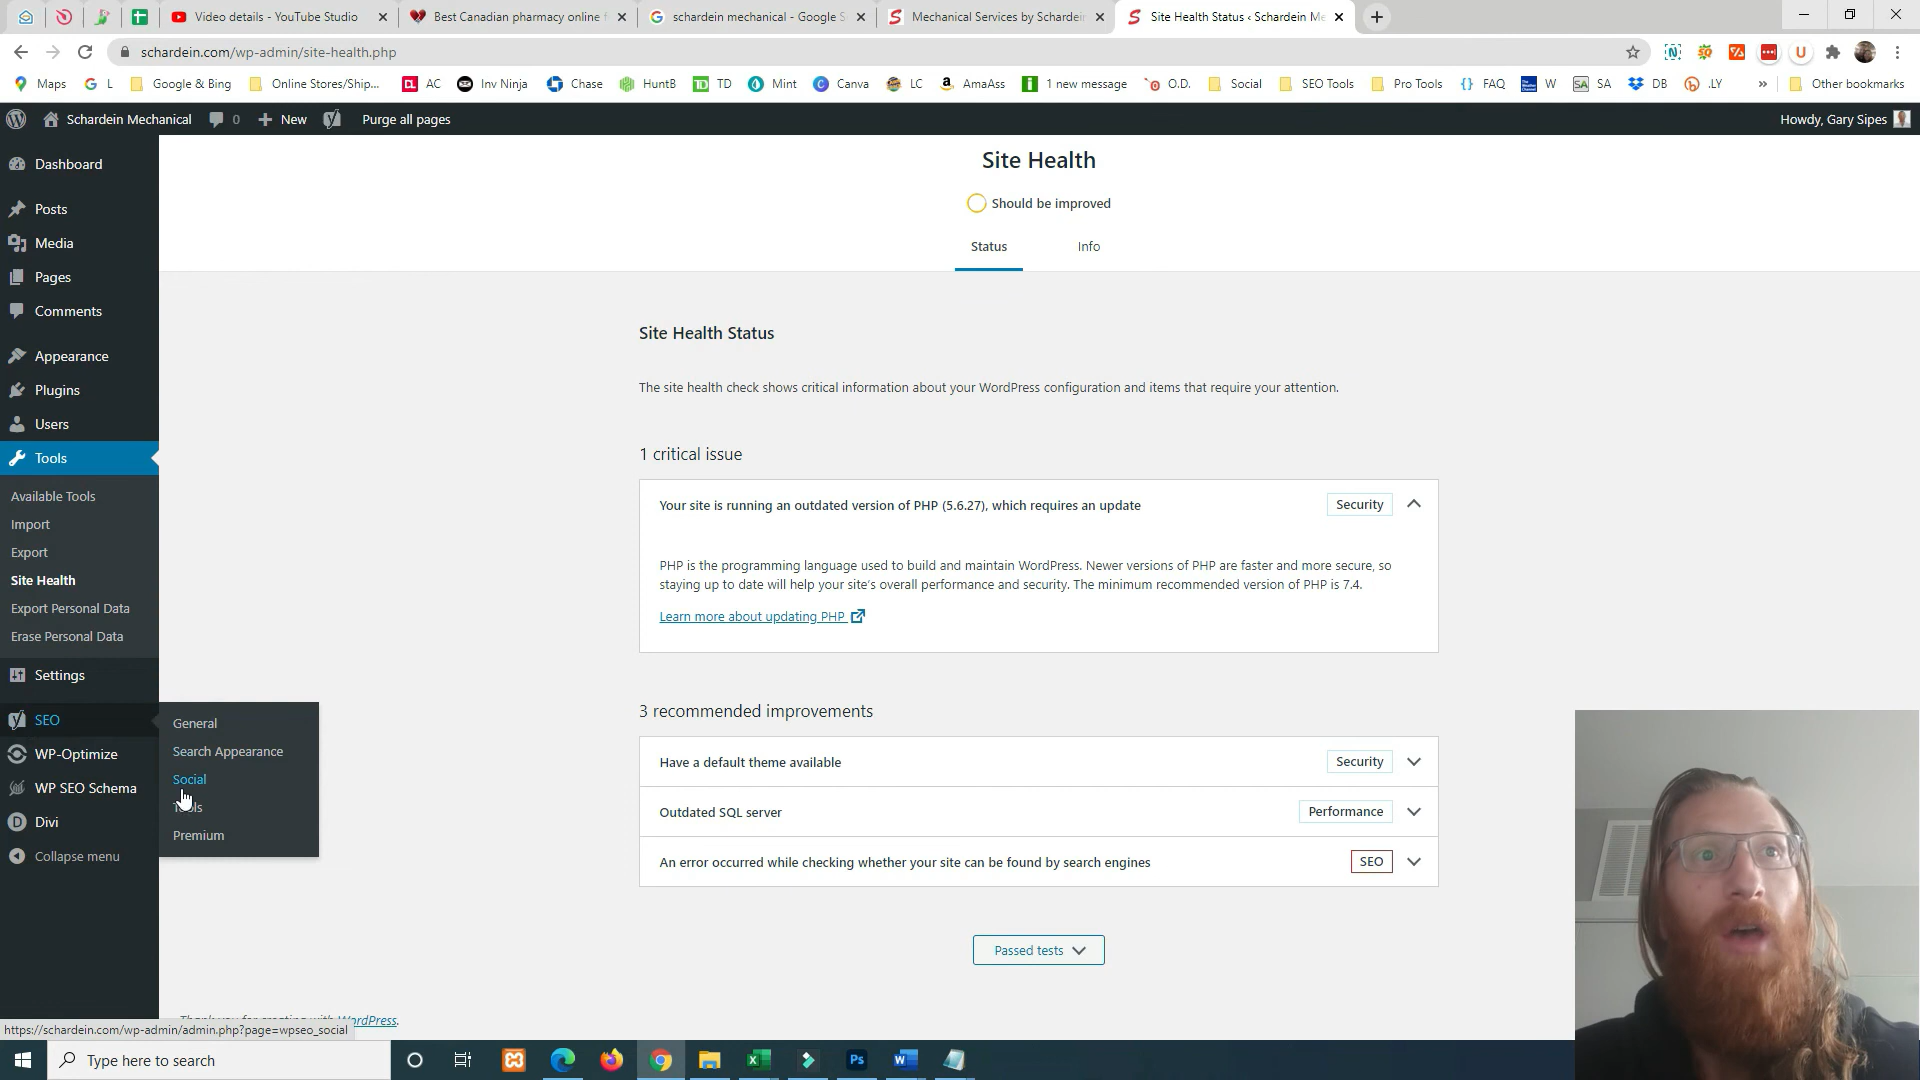 Video details - YouTube Studio
Best Canadian pharmacy online f
schardein mechanical - Google S
Mechanical Services by Schardein
Site Health Status ‹ Schardein Me
schardein.com/wp-admin/site-health.php
Maps
L
Google & Bing
Online Stores/Ship...
AC
Inv Ninja
Chase
HuntB
TD
Mint
Canva
LC
AmaAss
1 new message
O.D.
Social
SEO Tools
Pro Tools
FAQ
W
SA
DB
.LY
Other bookmarks
Schardein Mechanical
0
New
Purge all pages
Howdy, Gary Sipes
Dashboard
Posts
Media
Pages
Comments
Appearance
Plugins
Users
Tools
Available Tools
Import
Export
Site Health
Export Personal Data
Erase Personal Data
Settings
SEO
WP-Optimize
WP SEO Schema
Divi
Collapse menu
General
Search Appearance
Social
Tools
Premium
Site Health
Should be improved
Status
Info
Site Health Status
The site health check shows critical information about your WordPress configuration and items that require your attention.
1 critical issue
Your site is running an outdated version of PHP (5.6.27), which requires an update
Security
PHP is the programming language used to build and maintain WordPress. Newer versions of PHP are faster and more secure, so
staying up to date will help your site's overall performance and security. The minimum recommended version of PHP is 7.4.
Learn more about updating PHP
3 recommended improvements
Have a default theme available
Security
Outdated SQL server
Performance
An error occurred while checking whether your site can be found by search engines
SEO
Passed tests
Thank you for creating with WordPress.
https://schardein.com/wp-admin/admin.php?page=wpseo_social
Type here to search